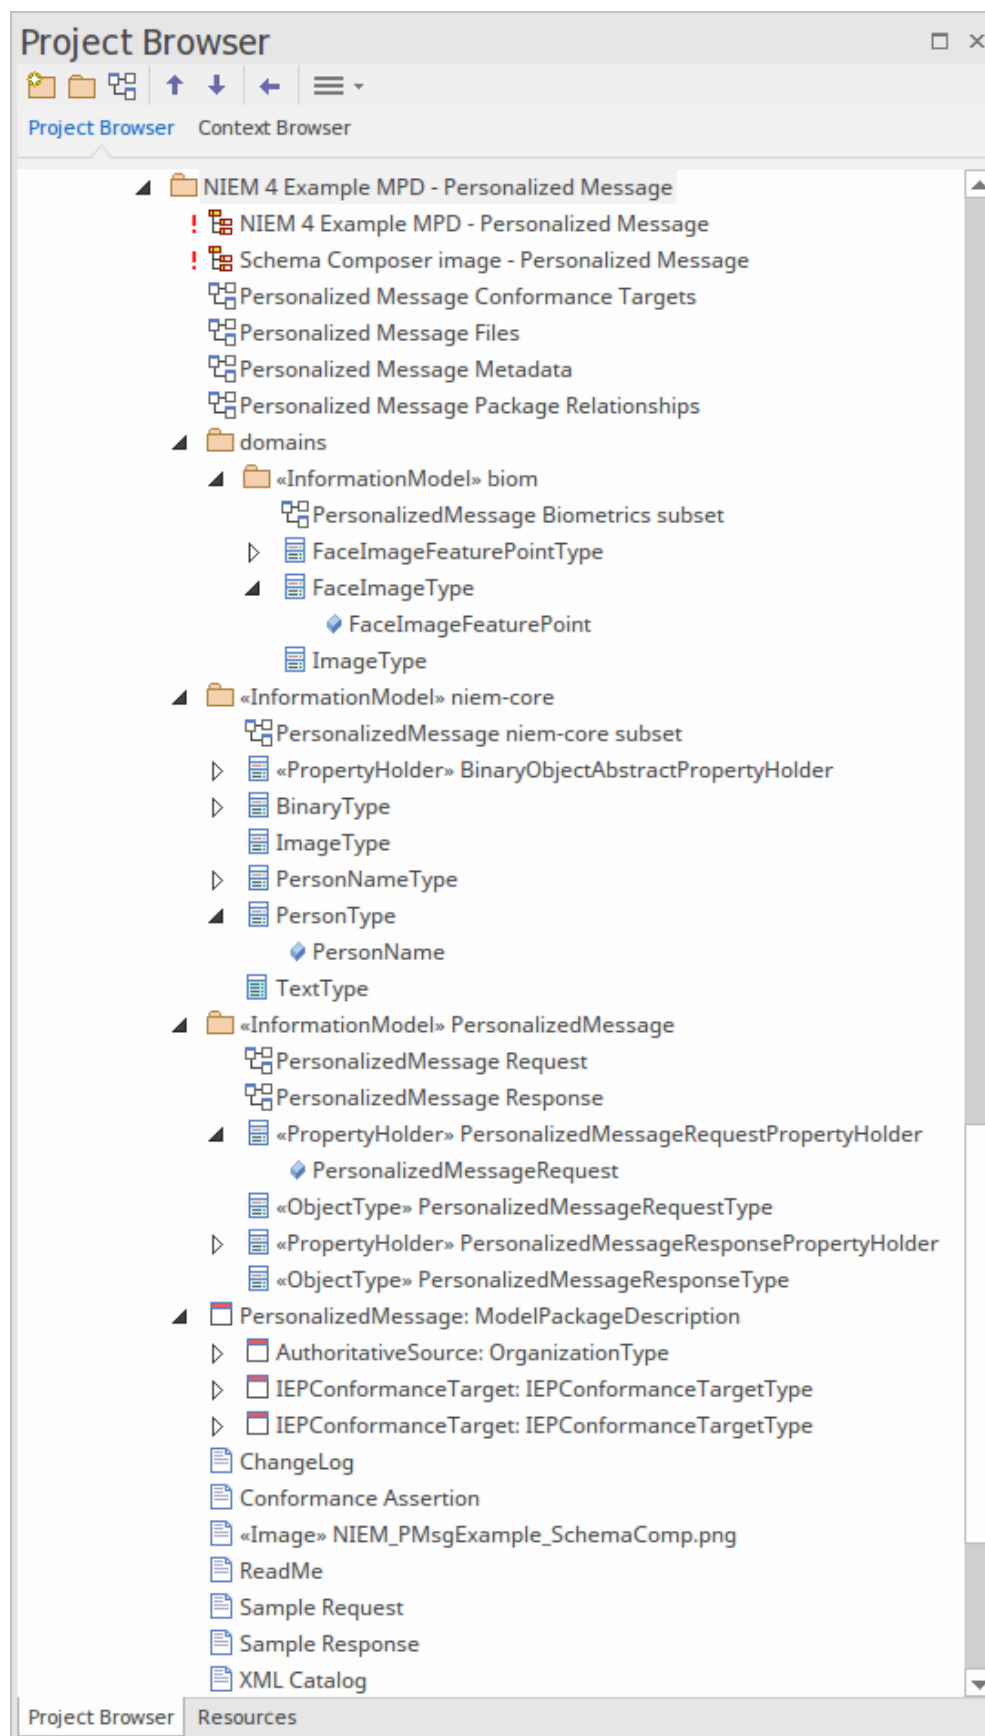 Project Browser
Project Browser Context Browser
NIEM 4 Example MPD - Personalized Message
! NIEM 4 Example MPD - Personalized Message
! Schema Composer image - Personalized Message
Personalized Message Conformance Targets
Personalized Message Files
Personalized Message Metadata
Personalized Message Package Relationships
domains
«InformationModel» biom
PersonalizedMessage Biometrics subset
FaceImageFeaturePointType
FaceImageType
FaceImageFeaturePoint
ImageType
«InformationModel» niem-core
PersonalizedMessage niem-core subset
«PropertyHolder» BinaryObjectAbstractPropertyHolder
BinaryType
ImageType
PersonNameType
PersonType
PersonName
TextType
«InformationModel» PersonalizedMessage
PersonalizedMessage Request
PersonalizedMessage Response
«PropertyHolder» PersonalizedMessageRequestPropertyHolder
PersonalizedMessageRequest
«ObjectType» PersonalizedMessageRequestType
«PropertyHolder» PersonalizedMessageResponsePropertyHolder
«ObjectType» PersonalizedMessageResponseType
PersonalizedMessage: ModelPackageDescription
AuthoritativeSource: OrganizationType
IEPConformanceTarget: IEPConformanceTargetType
IEPConformanceTarget: IEPConformanceTargetType
ChangeLog
Conformance Assertion
«Image» NIEM_PMsgExample_SchemaComp.png
ReadMe
Sample Request
Sample Response
XML Catalog
Project Browser Resources